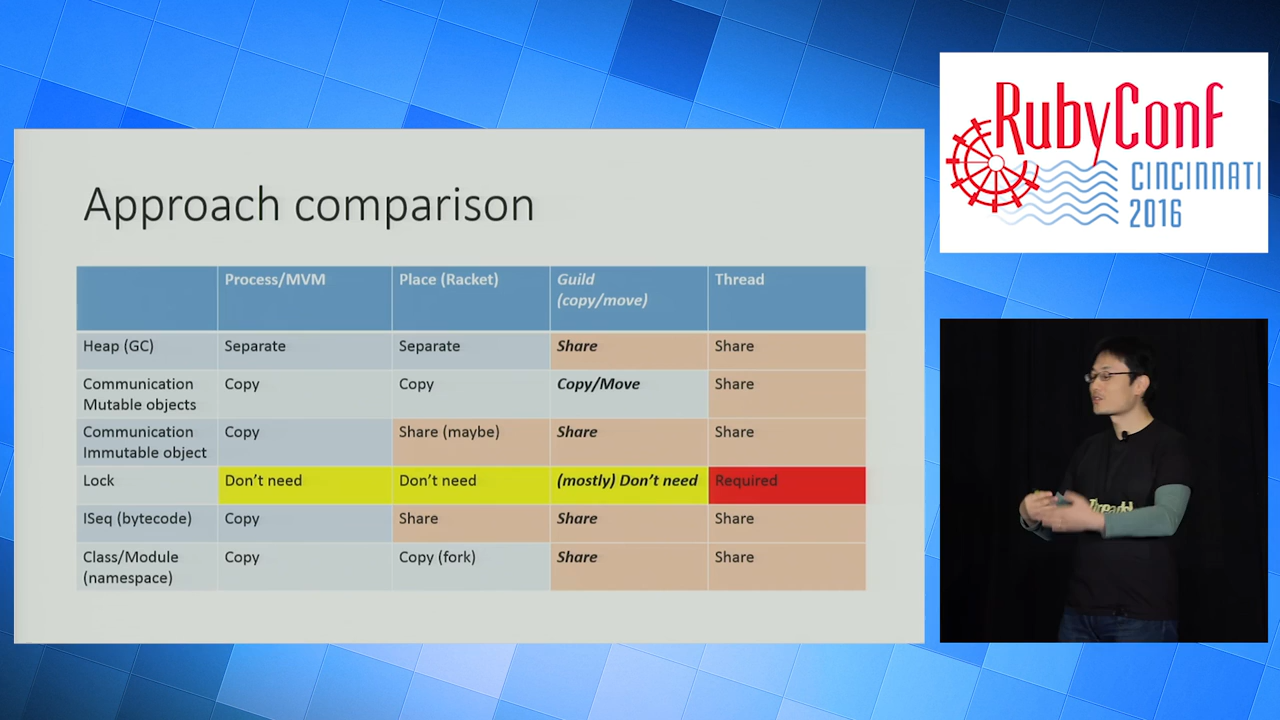 Approach comparison
Process/MVM Place (Racket) Guild (copy/move) Thread
Heap (GC) Separate Separate Share Share
Communication Mutable objects Copy Copy Copy/Move Share
Communication Immutable object Copy Share (maybe) Share Share
Lock Don't need Don't need (mostly) Don't need Required
ISeq (bytecode) Copy Share Share Share
Class/Module (namespace) Copy Copy (fork) Share Share
RubyConf
CINCINNATI
2016